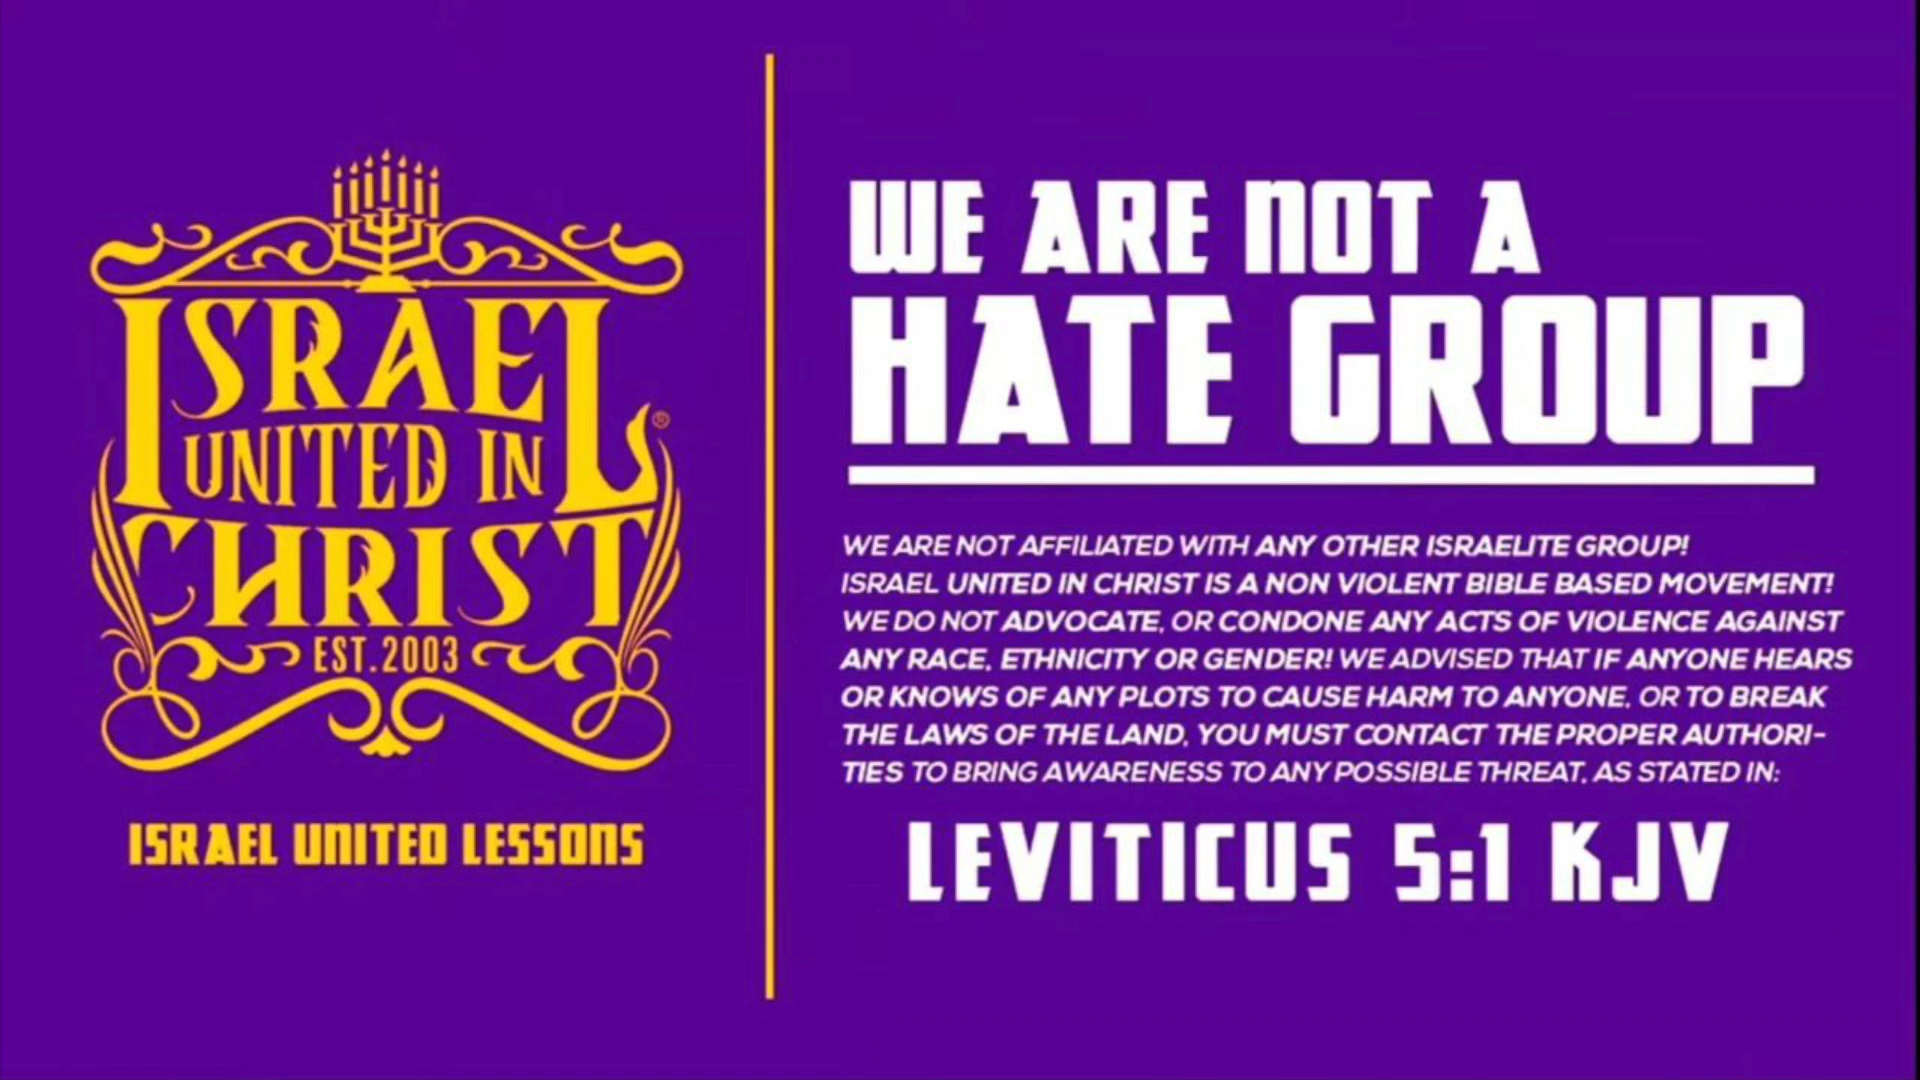 ISRAEL
UNITED IN
CHRIST
®
EST.2003
ISRAEL UNITED LESSONS
WE ARE NOT A
HATE GROUP
WE ARE NOT AFFILIATED WITH ANY OTHER ISRAELITE GROUP!
ISRAEL UNITED IN CHRIST IS A NON VIOLENT BIBLE BASED MOVEMENT!
WE DO NOT ADVOCATE, OR CONDONE ANY ACTS OF VIOLENCE AGAINST
ANY RACE, ETHNICITY OR GENDER! WE ADVISED THAT IF ANYONE HEARS
OR KNOWS OF ANY PLOTS TO CAUSE HARM TO ANYONE, OR TO BREAK
THE LAWS OF THE LAND, YOU MUST CONTACT THE PROPER AUTHORI-
TIES TO BRING AWARENESS TO ANY POSSIBLE THREAT, AS STATED IN:
LEVITICUS 5:1 KJV